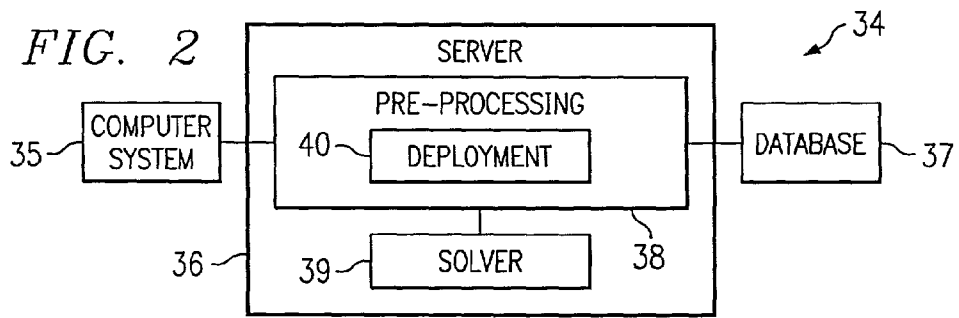 FIG. 2
34
SERVER
PRE-PROCESSING
COMPUTER
SYSTEM
35
40
DEPLOYMENT
DATABASE
37
36
39
SOLVER
38